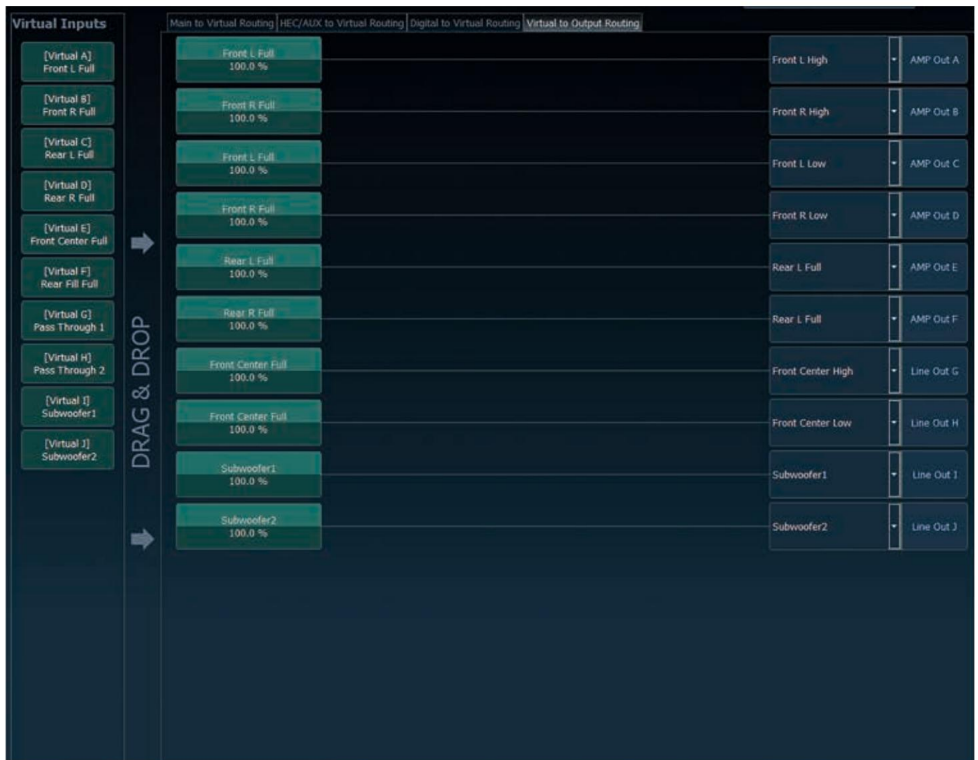 Virtual Inputs
[Virtual A]
Front L Full
[Virtual B]
Front R Full
[Virtual C]
Rear L Full
[Virtual D]
Rear R Full
[Virtual E]
Front Center Full
[Virtual F]
Rear Fill Full
[Virtual G]
Pass Through 1
[Virtual H]
Pass Through 2
[Virtual I]
Subwoofer1
[Virtual J]
Subwoofer2
DRAG & DROP
Main to Virtual Routing HEC/AUX to Virtual Routing Digital to Virtual Routing Virtual to Output Routing
Front L Full
100.0 %
Front L High AMP Out A
Front R Full
100.0 %
Front R High AMP Out B
Front L Full
100.0 %
Front L Low AMP Out C
Front R Full
100.0 %
Front R Low AMP Out D
Rear L Full
100.0 %
Rear L Full AMP Out E
Rear R Full
100.0 %
Rear L Full AMP Out F
Front Center Full
100.0 %
Front Center High Line Out G
Front Center Full
100.0 %
Front Center Low Line Out H
Subwoofer1
100.0 %
Subwoofer1 Line Out I
Subwoofer2
100.0 %
Subwoofer2 Line Out J